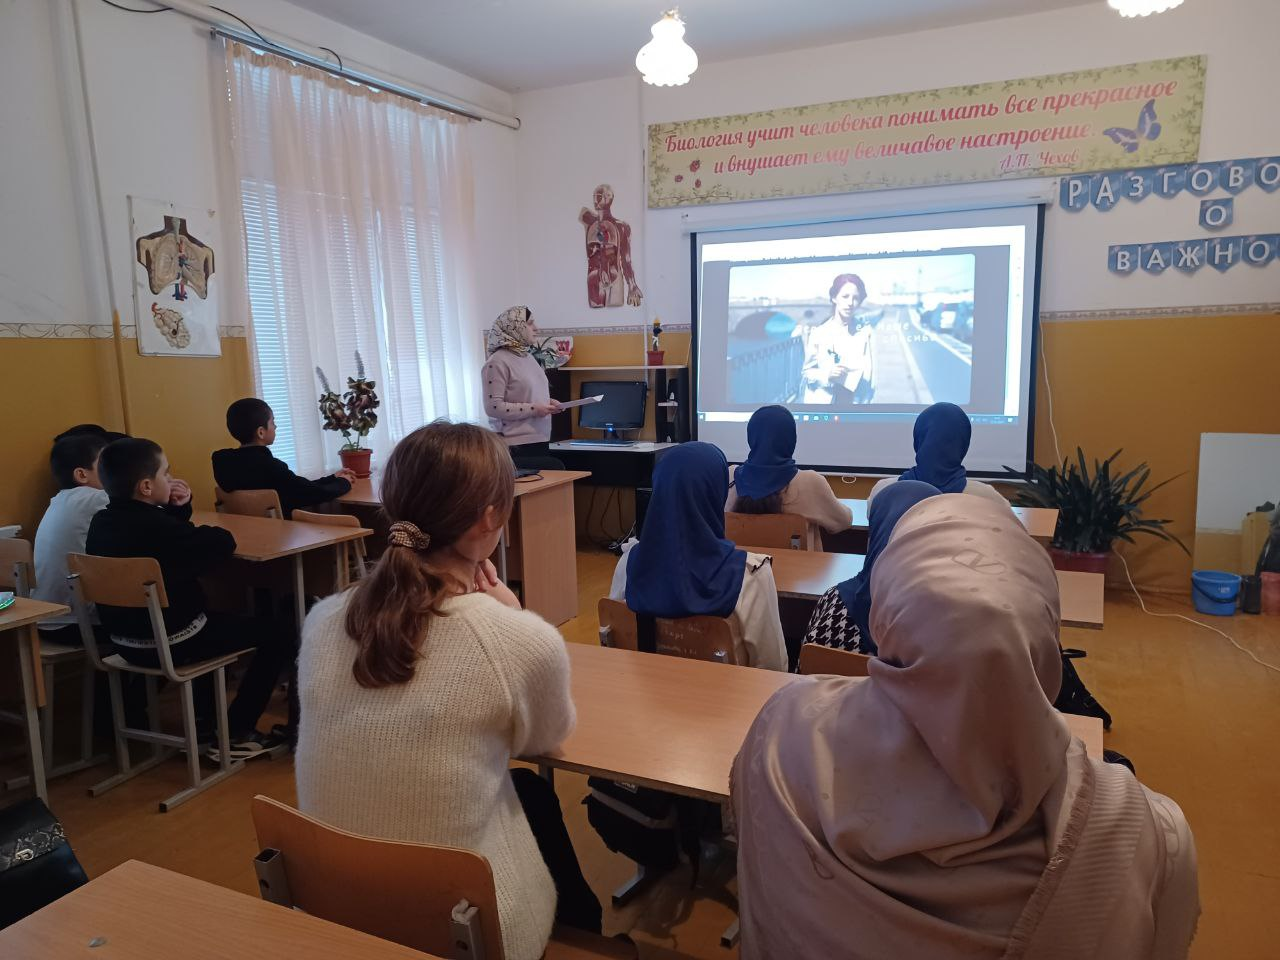 Биология учит человека понимать все прекрасное
и внушает ему величавое настроение.
А.П. Чехов
РАЗГОВО
О
ВАЖНО